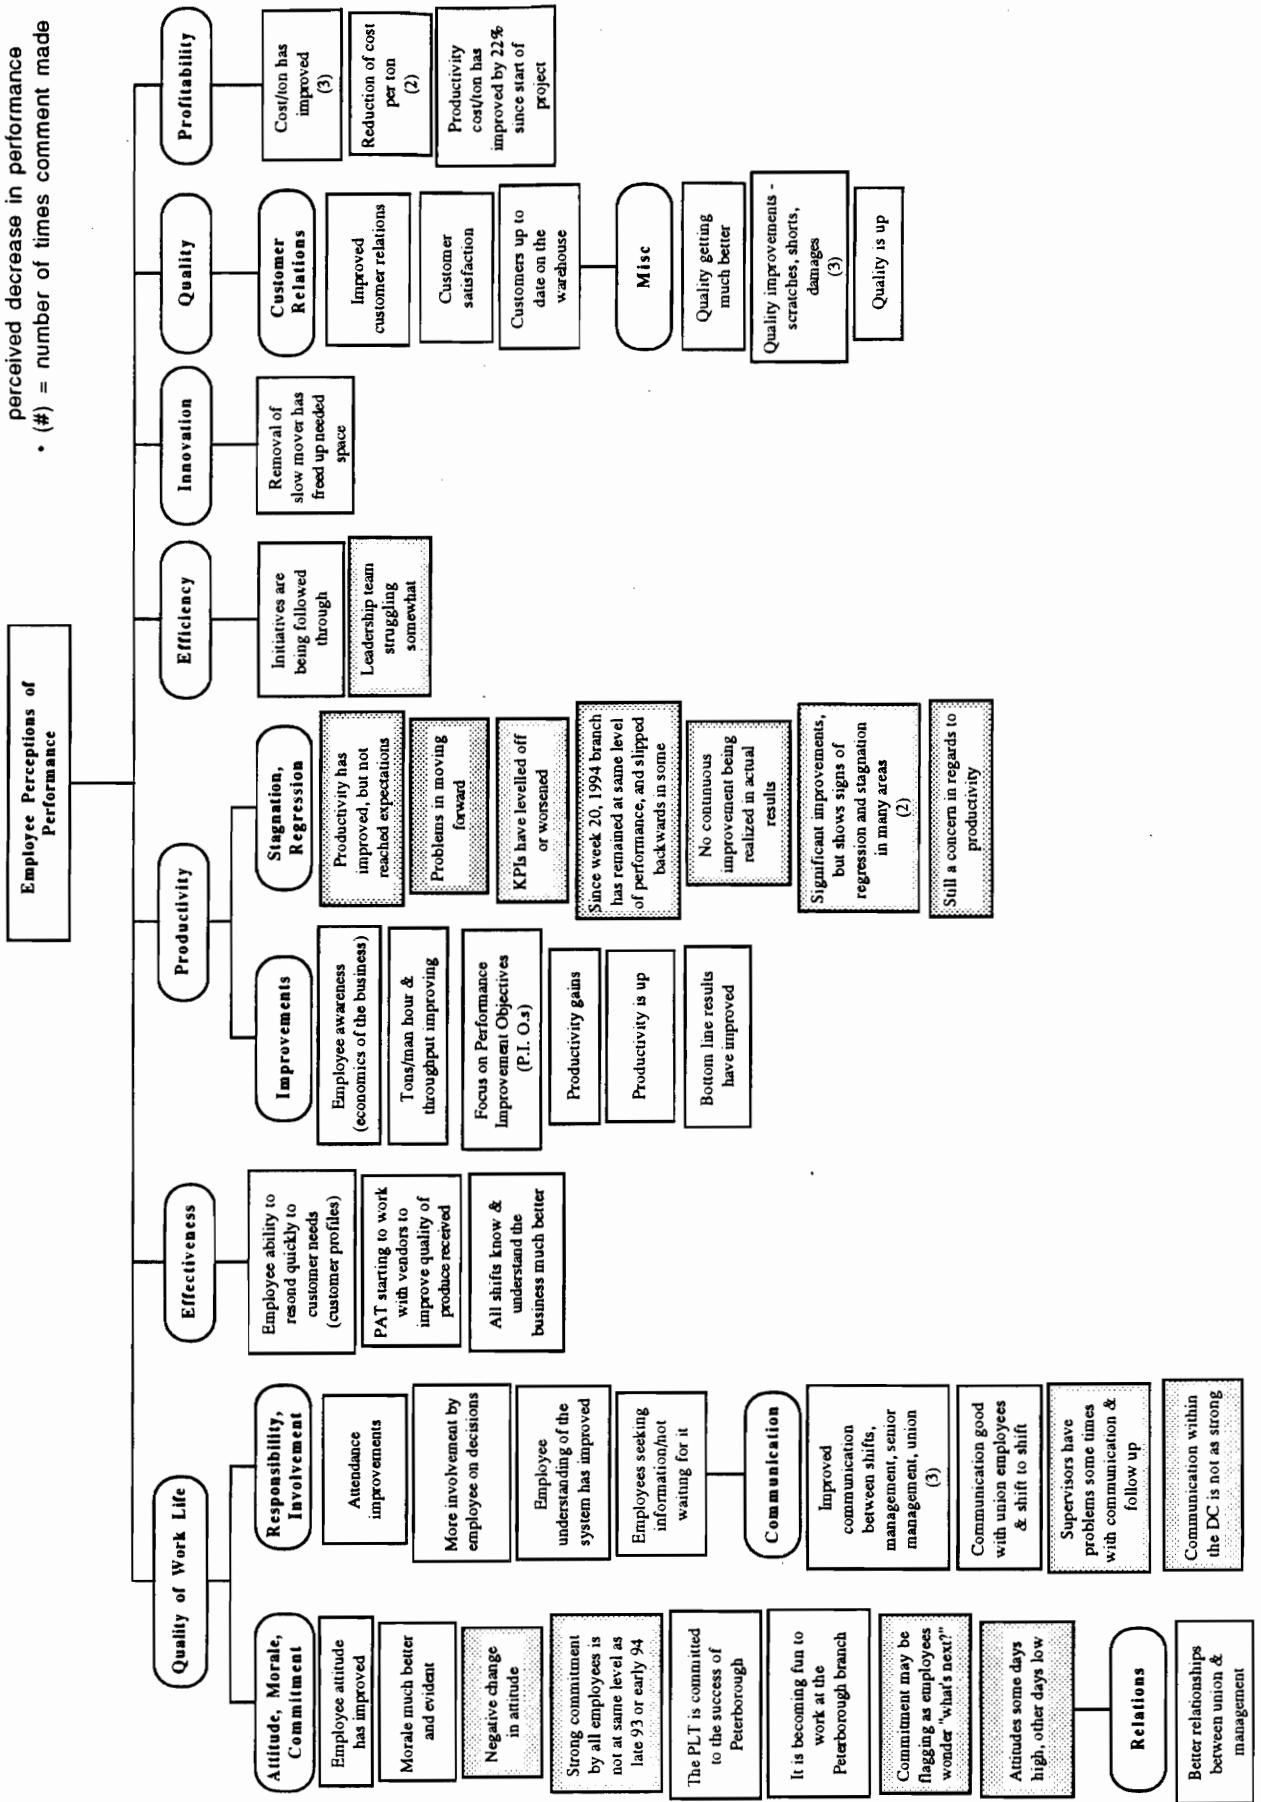 perceived decrease in performance
• (#) = number of times comment made
Employee Perceptions of
Performance
Quality of Work Life
Attitude, Morale,
Commitment
Employee attitude
has improved
Morale much better
and evident
Negative change
in attitude
Strong commitment
by all employees is
not at same level as
late 93 or early 94
The PLT is committed
to the success of
Peterborough
It is becoming fun to
work at the
Peterborough branch
Commitment may be
flagging as employees
wonder "what's next?"
Attitudes some days
high, other days low
Relations
Better relationships
between union &
management
Responsibility,
Involvement
Attendance
improvements
More involvement by
employee on decisions
Employee
understanding of the
system has improved
Employees seeking
information/not
waiting for it
Communication
Improved
communication
between shifts,
management, senior
management, union
(3)
Communication good
with union employees
& shift to shift
Supervisors have
problems some times
with communication &
follow up
Communication within
the DC is not as strong
Effectiveness
Employee ability to
resond quickly to
customer needs
(customer profiles)
PAT starting to work
with vendors to
improve quality of
produce received
All shifts know &
understand the
business much better
Productivity
Improvements
Employee awareness
(economics of the business)
Tons/man hour &
throughput improving
Focus on Performance
Improvement Objectives
(P.I. O.s)
Productivity gains
Productivity is up
Bottom line results
have improved
Stagnation,
Regression
Productivity has
improved, but not
reached expectations
Problems in moving
forward
KPIs have levelled off
or worsened
Since week 20, 1994 branch
has remained at same level
of performance, and slipped
backwards in some
No continuous
improvement being
realized in actual
results
Significant improvements,
but shows signs of
regression and stagnation
in many areas
(2)
Still a concern in regards to
productivity
Efficiency
Initiatives are
being followed
through
Leadership team
struggling
somewhat
Innovation
Removal of
slow mover has
freed up needed
space
Quality
Customer
Relations
Improved
customer relations
Customer
satisfaction
Customers up to
date on the
warehouse
Misc
Quality getting
much better
Quality improvements -
scratches, shorts,
damages
(3)
Quality is up
Profitability
Cost/ton has
improved
(3)
Reduction of cost
per ton
(2)
Productivity
cost/ton has
improved by 22%
since start of
project